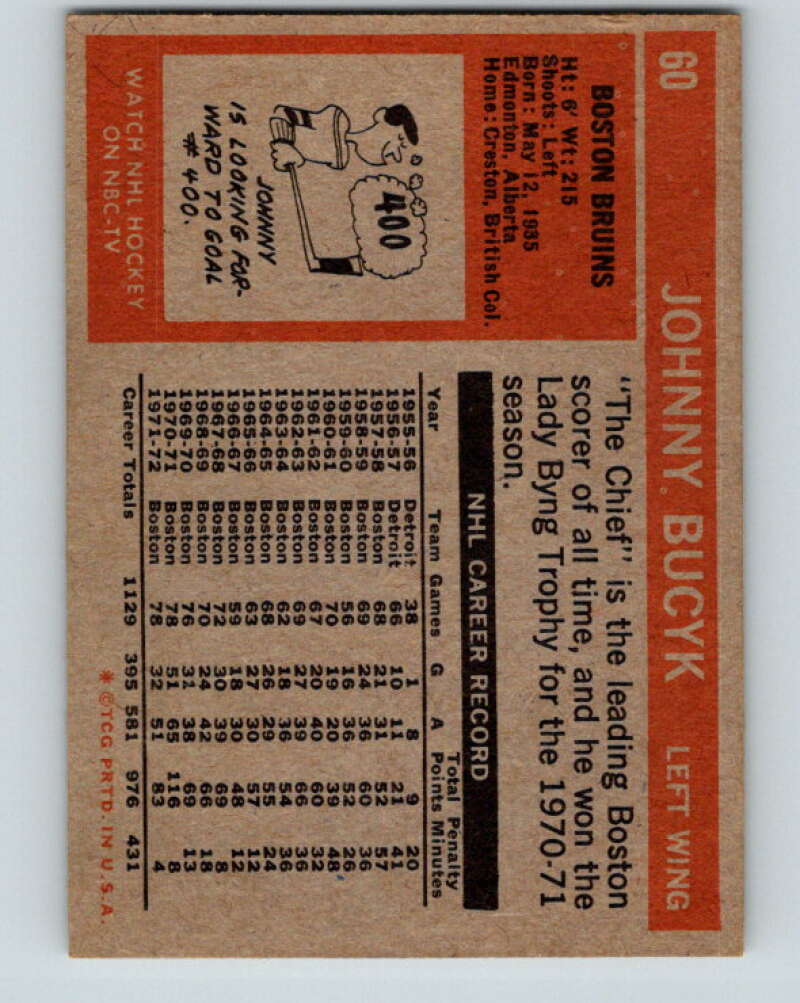 60 JOHNNY BUCYK LEFT WING
BOSTON BRUINS
Ht: 6' Wt: 215
Shoots: Left
Born: May 12, 1935
Edmonton, Alberta
Home: Creston, British Col.
400
JOHNNY
IS LOOKING FOR-
WARD TO GOAL
#400.
WATCH NHL HOCKEY
ON NBC-TV
"The Chief" is the leading Boston
scorer of all time, and he won the
Lady Byng Trophy for the 1970-71
season.
NHL CAREER RECORD
Total Penalty
Year Team Games G A Points Minutes
1955-56 Detroit 38 1 8 9 20
1956-57 Detroit 66 10 11 21 41
1957-58 Boston 68 21 31 52 57
1958-59 Boston 69 24 36 60 36
1959-60 Boston 56 16 36 52 26
1960-61 Boston 70 19 20 39 48
1961-62 Boston 67 20 40 60 32
1962-63 Boston 69 27 39 66 36
1963-64 Boston 62 18 36 54 36
1964-65 Boston 68 26 29 55 24
1965-66 Boston 63 27 30 57 12
1966-67 Boston 59 18 30 48 12
1967-68 Boston 72 30 39 69 8
1968-69 Boston 70 24 42 66 18
1969-70 Boston 76 31 38 69 13
1970-71 Boston 78 51 65 116 8
1971-72 Boston 78 32 51 83 4
Career Totals 1129 395 581 976 431
* ©TCG PRTD. IN U.S.A.